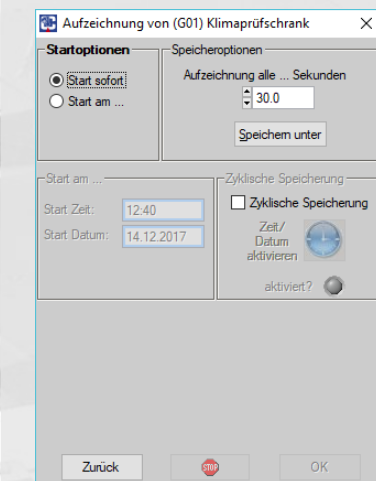 Aufzeichnung von (G01) Klimaprüfschrank
Startoptionen
Start sofort
Start am ...
Speicheroptionen
Aufzeichnung alle ... Sekunden
30.0
Speichern unter
Start am ...
Start Zeit: 12:40
Start Datum: 14.12.2017
Zyklische Speicherung
Zyklische Speicherung
Zeit/
Datum
aktivieren
aktiviert?
Zurück
STOP
OK